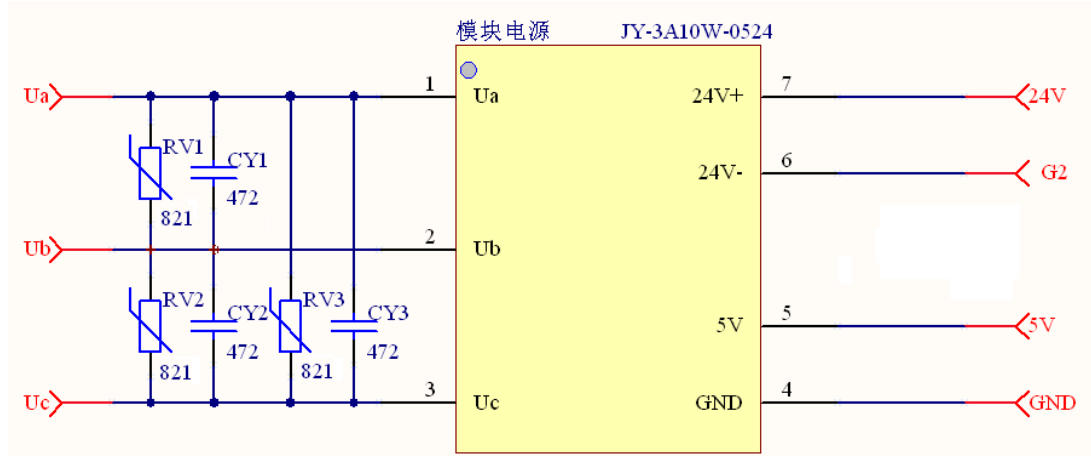 模块电源 JY-3A10W-0524
Ua 1 Ua 24V+ 7 24V
RV1 CY1
821 472
24V- 6 G2
Ub 2 Ub
RV2 CY2 RV3 CY3
821 472 821 472
5V 5 5V
Uc 3 Uc GND 4 GND